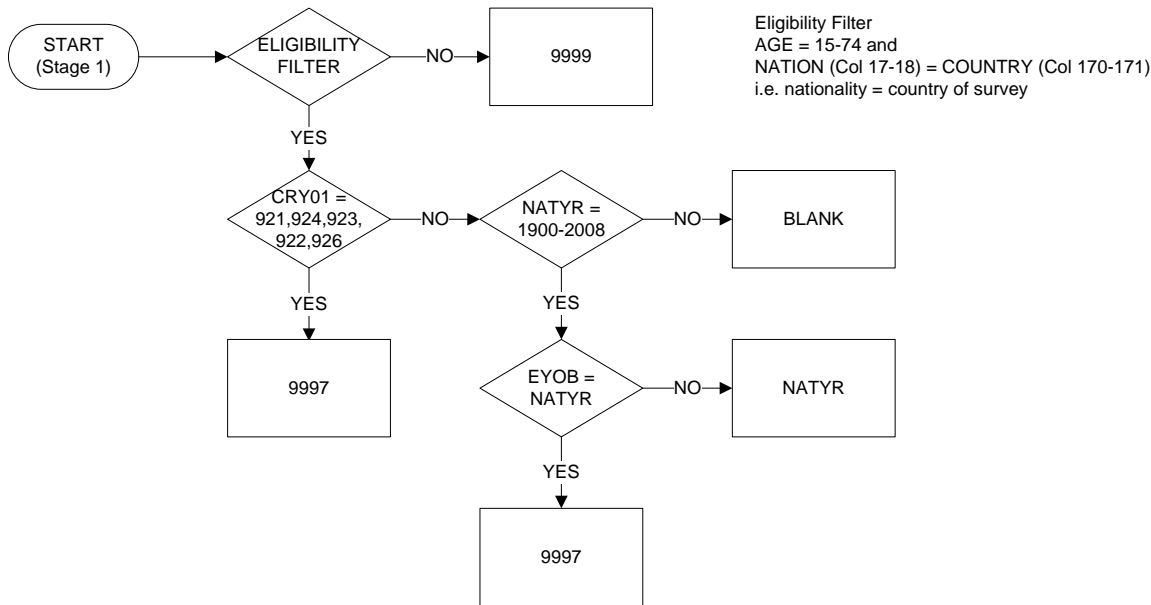 START
(Stage 1)
ELIGIBILITY
FILTER
NO
9999
Eligibility Filter
AGE = 15-74 and
NATION (Col 17-18) = COUNTRY (Col 170-171)
i.e. nationality = country of survey
YES
CRY01 =
921,924,923,
922,926
NO
NATYR =
1900-2008
NO
BLANK
YES
YES
9997
EYOB =
NATYR
NO
NATYR
YES
9997